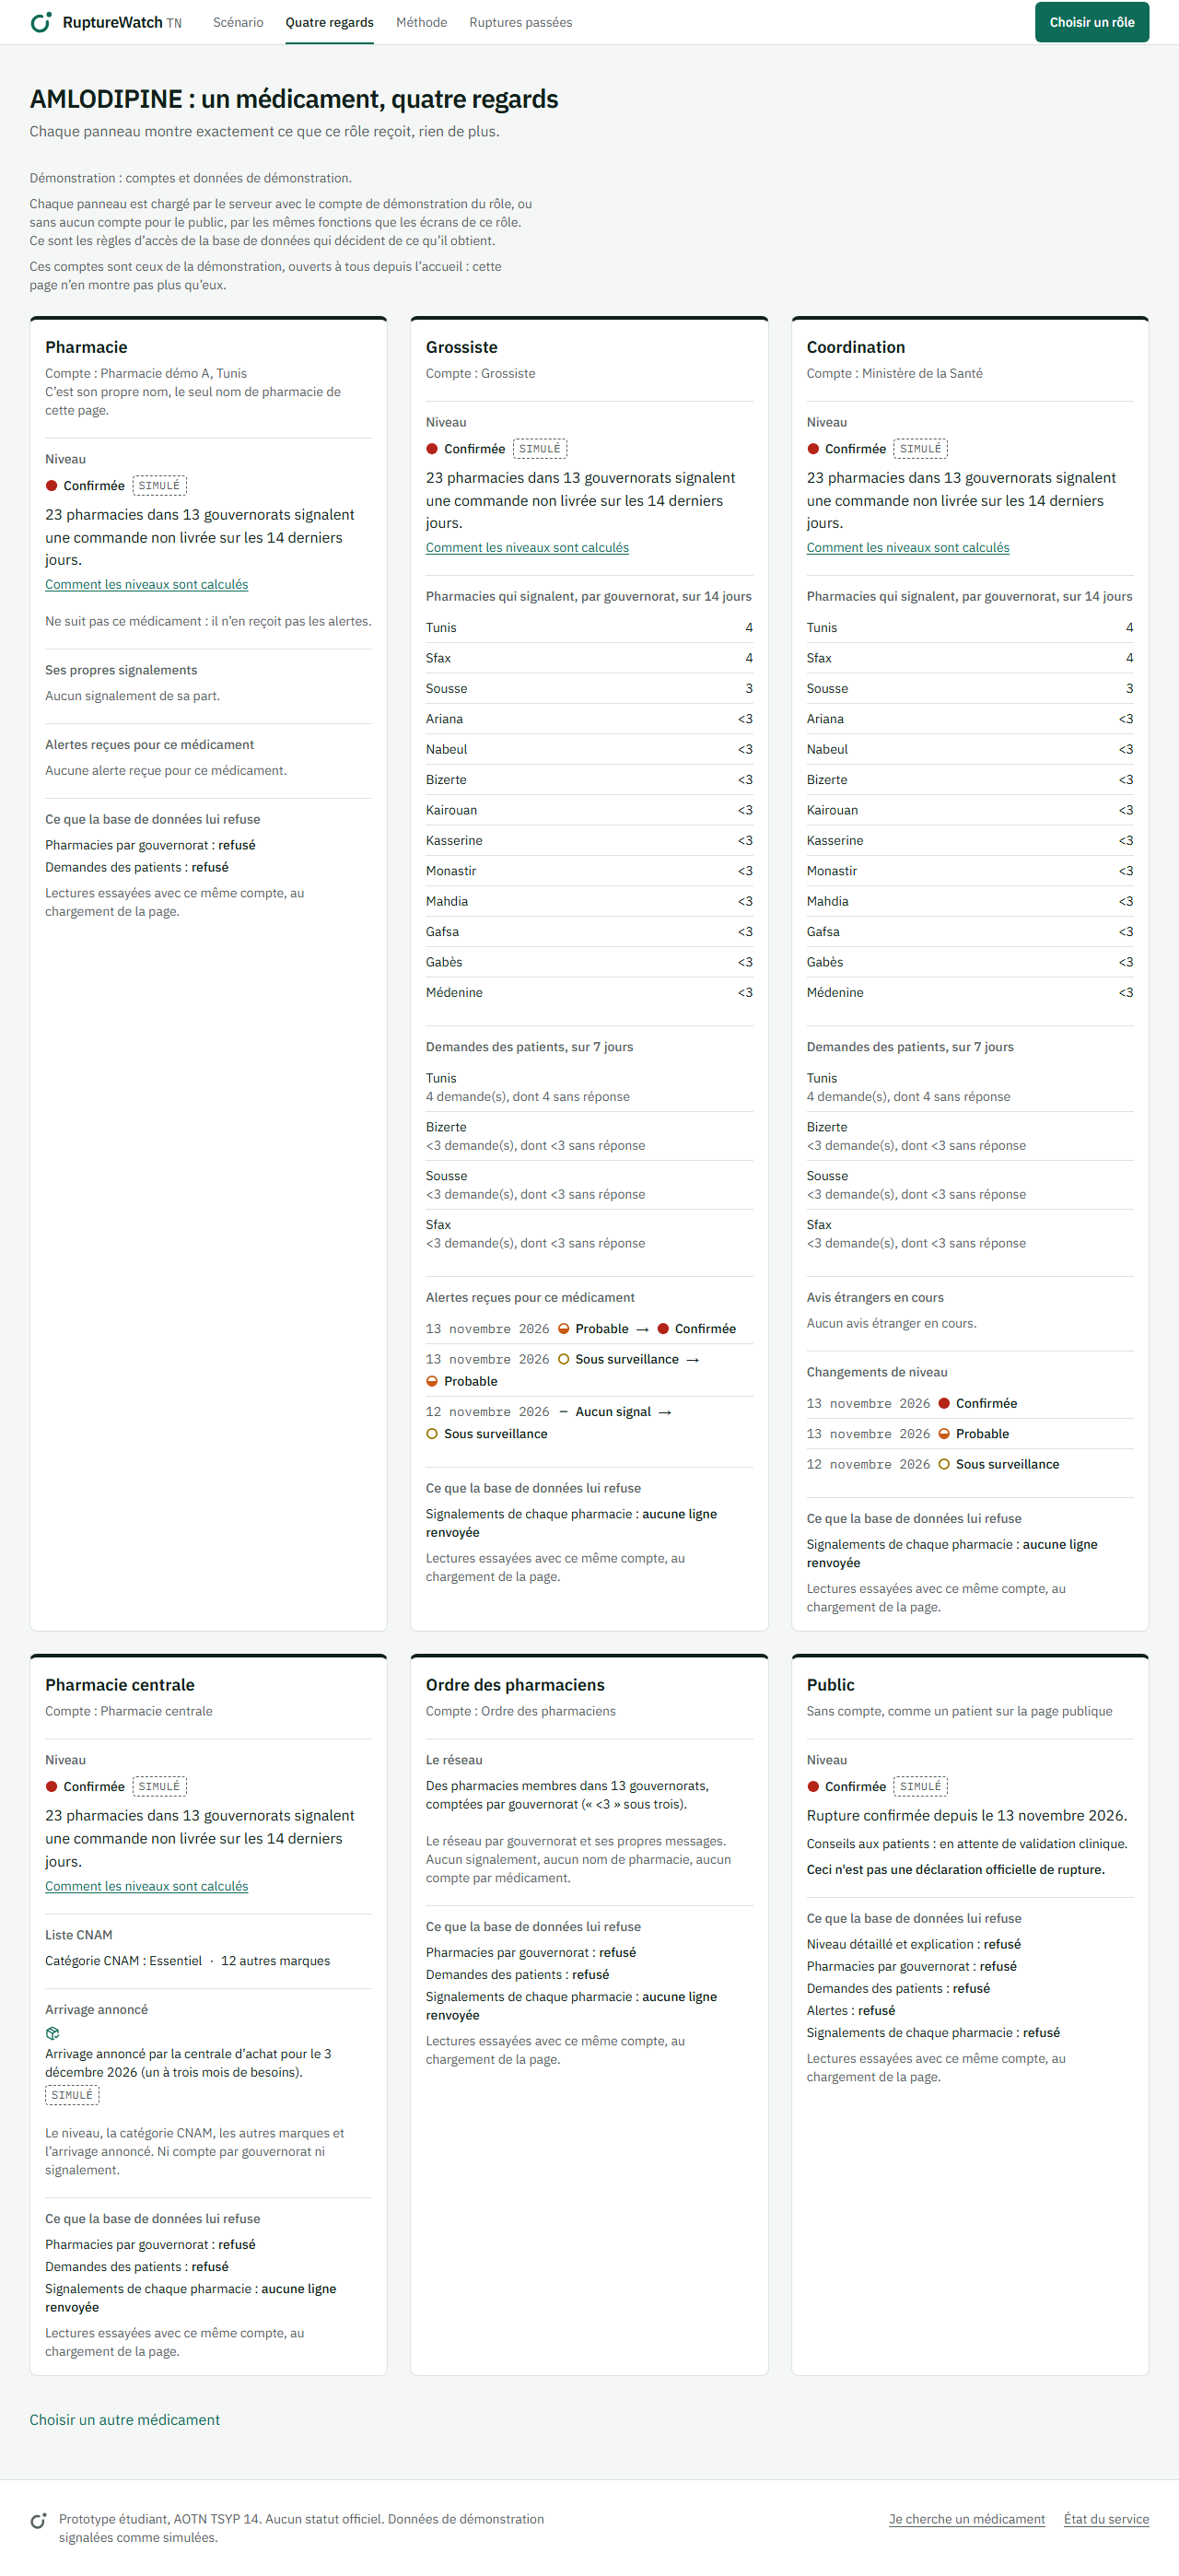 RuptureWatch TN
Scénario
Quatre regards
Méthode
Ruptures passées
Choisir un rôle
AMLODIPINE : un médicament, quatre regards
Chaque panneau montre exactement ce que ce rôle reçoit, rien de plus.
Démonstration : comptes et données de démonstration.
Chaque panneau est chargé par le serveur avec le compte de démonstration du rôle, ou
sans aucun compte pour le public, par les mêmes fonctions que les écrans de ce rôle.
Ce sont les règles d’accès de la base de données qui décident de ce qu’il obtient.
Ces comptes sont ceux de la démonstration, ouverts à tous depuis l’accueil : cette
page n’en montre pas plus qu’eux.
Pharmacie
Compte : Pharmacie démo A, Tunis
C’est son propre nom, le seul nom de pharmacie de
cette page.
Niveau
Confirmée SIMULÉ
23 pharmacies dans 13 gouvernorats signalent
une commande non livrée sur les 14 derniers
jours.
Comment les niveaux sont calculés
Ne suit pas ce médicament : il n’en reçoit pas les alertes.
Ses propres signalements
Aucun signalement de sa part.
Alertes reçues pour ce médicament
Aucune alerte reçue pour ce médicament.
Ce que la base de données lui refuse
Pharmacies par gouvernorat : refusé
Demandes des patients : refusé
Lectures essayées avec ce même compte, au
chargement de la page.
Grossiste
Compte : Grossiste
Niveau
Confirmée SIMULÉ
23 pharmacies dans 13 gouvernorats signalent
une commande non livrée sur les 14 derniers
jours.
Comment les niveaux sont calculés
Pharmacies qui signalent, par gouvernorat, sur 14 jours
Tunis 4
Sfax 4
Sousse 3
Ariana <3
Nabeul <3
Bizerte <3
Kairouan <3
Kasserine <3
Monastir <3
Mahdia <3
Gafsa <3
Gabès <3
Médenine <3
Demandes des patients, sur 7 jours
Tunis
4 demande(s), dont 4 sans réponse
Bizerte
<3 demande(s), dont <3 sans réponse
Sousse
<3 demande(s), dont <3 sans réponse
Sfax
<3 demande(s), dont <3 sans réponse
Alertes reçues pour ce médicament
13 novembre 2026 Probable → Confirmée
13 novembre 2026 Sous surveillance →
Probable
12 novembre 2026 – Aucun signal →
Sous surveillance
Ce que la base de données lui refuse
Signalements de chaque pharmacie : aucune ligne
renvoyée
Lectures essayées avec ce même compte, au
chargement de la page.
Coordination
Compte : Ministère de la Santé
Niveau
Confirmée SIMULÉ
23 pharmacies dans 13 gouvernorats signalent
une commande non livrée sur les 14 derniers
jours.
Comment les niveaux sont calculés
Pharmacies qui signalent, par gouvernorat, sur 14 jours
Tunis 4
Sfax 4
Sousse 3
Ariana <3
Nabeul <3
Bizerte <3
Kairouan <3
Kasserine <3
Monastir <3
Mahdia <3
Gafsa <3
Gabès <3
Médenine <3
Demandes des patients, sur 7 jours
Tunis
4 demande(s), dont 4 sans réponse
Bizerte
<3 demande(s), dont <3 sans réponse
Sousse
<3 demande(s), dont <3 sans réponse
Sfax
<3 demande(s), dont <3 sans réponse
Avis étrangers en cours
Aucun avis étranger en cours.
Changements de niveau
13 novembre 2026 Confirmée
13 novembre 2026 Probable
12 novembre 2026 Sous surveillance
Ce que la base de données lui refuse
Signalements de chaque pharmacie : aucune ligne
renvoyée
Lectures essayées avec ce même compte, au
chargement de la page.
Pharmacie centrale
Compte : Pharmacie centrale
Niveau
Confirmée SIMULÉ
23 pharmacies dans 13 gouvernorats signalent
une commande non livrée sur les 14 derniers
jours.
Comment les niveaux sont calculés
Liste CNAM
Catégorie CNAM : Essentiel · 12 autres marques
Arrivage annoncé
Arrivage annoncé par la centrale d’achat pour le 3
décembre 2026 (un à trois mois de besoins).
SIMULÉ
Le niveau, la catégorie CNAM, les autres marques et
l’arrivage annoncé. Ni compte par gouvernorat ni
signalement.
Ce que la base de données lui refuse
Pharmacies par gouvernorat : refusé
Demandes des patients : refusé
Signalements de chaque pharmacie : aucune ligne
renvoyée
Lectures essayées avec ce même compte, au
chargement de la page.
Ordre des pharmaciens
Compte : Ordre des pharmaciens
Le réseau
Des pharmacies membres dans 13 gouvernorats,
comptées par gouvernorat (« <3 » sous trois).
Le réseau par gouvernorat et ses propres messages.
Aucun signalement, aucun nom de pharmacie, aucun
compte par médicament.
Ce que la base de données lui refuse
Pharmacies par gouvernorat : refusé
Demandes des patients : refusé
Signalements de chaque pharmacie : aucune ligne
renvoyée
Lectures essayées avec ce même compte, au
chargement de la page.
Public
Sans compte, comme un patient sur la page publique
Niveau
Confirmée SIMULÉ
Rupture confirmée depuis le 13 novembre 2026.
Conseils aux patients : en attente de validation clinique.
Ceci n'est pas une déclaration officielle de rupture.
Ce que la base de données lui refuse
Niveau détaillé et explication : refusé
Pharmacies par gouvernorat : refusé
Demandes des patients : refusé
Alertes : refusé
Signalements de chaque pharmacie : refusé
Lectures essayées avec ce même compte, au
chargement de la page.
Choisir un autre médicament
Prototype étudiant, AOTN TSYP 14. Aucun statut officiel. Données de démonstration
signalées comme simulées.
Je cherche un médicament
État du service